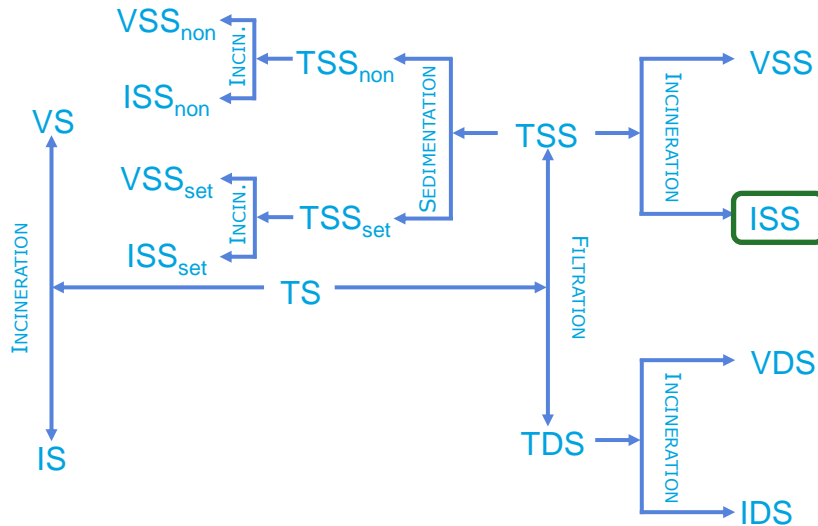 VSSnon
INCIN.
TSSnon
ISSnon
VS
VSSset
INCIN.
TSSset
ISSset
SEDIMENTATION
TSS
INCINERATION
VSS
ISS
INCINERATION
TS
FILTRATION
IS
TDS
INCINERATION
VDS
IDS